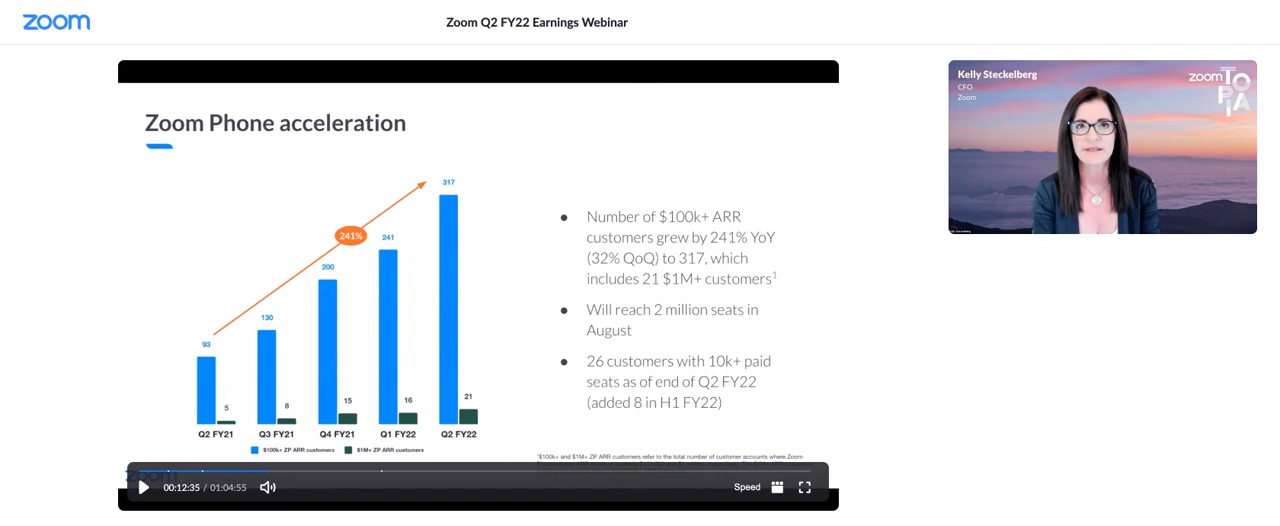 zoom
Zoom Q2 FY22 Earnings Webinar
Zoom Phone acceleration
317
241%
241
200
130
93
5
8
15
16
21
Q2 FY21
Q3 FY21
Q4 FY21
Q1 FY22
Q2 FY22
$100k+ ZP ARR customers
$1M+ ZP ARR customers
● Number of $100k+ ARR
customers grew by 241% YoY
(32% QoQ) to 317, which
includes 21 $1M+ customers¹
● Will reach 2 million seats in
August
● 26 customers with 10k+ paid
seats as of end of Q2 FY22
(added 8 in H1 FY22)
¹$100k+ and $1M+ ZP ARR customers refer to the total number of customer accounts where Zoom
zoom
00:12:35 / 01:04:55
Speed
Kelly Steckelberg
CFO
Zoom
zoomTOPIA